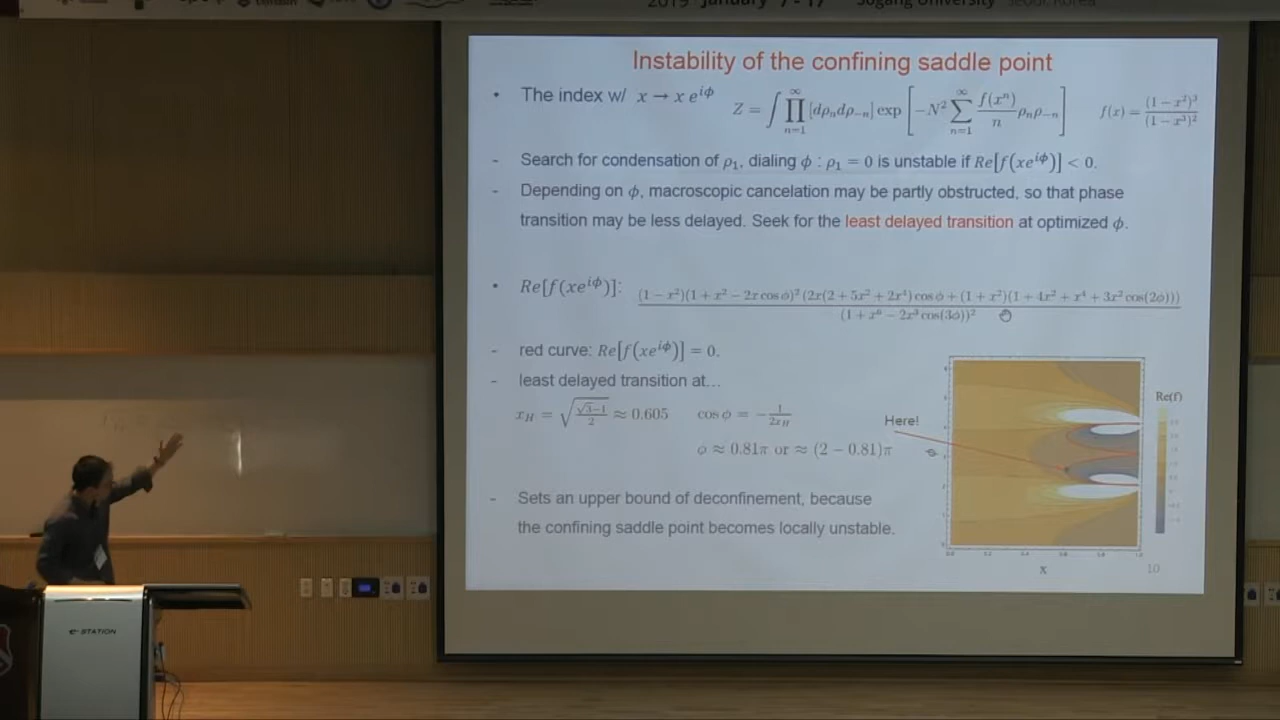 2019 January 7 - 17 Sogang University Seoul, Korea
Instability of the confining saddle point
• The index w/ x → x e^{iϕ} Z = ∫ ∏_{n=1}^{∞} [dρ_n dρ_{-n}] exp [ -N² ∑_{n=1}^{∞} f(xⁿ)/n ρ_n ρ_{-n} ] f(x) = (1 - x²)³/(1 - x³)²
- Search for condensation of ρ₁, dialing ϕ : ρ₁ = 0 is unstable if Re[f(xe^{iϕ})] < 0.
- Depending on ϕ, macroscopic cancelation may be partly obstructed, so that phase
transition may be less delayed. Seek for the least delayed transition at optimized ϕ.
• Re[f(xe^{iϕ})]: (1 - x²)(1 + x² - 2x cos ϕ)² (2x(2 + 5x² + 2x⁴) cos ϕ + (1 + x²)(1 + 4x² + x⁴ + 3x² cos(2ϕ))) / (1 + x⁶ - 2x³ cos(3ϕ))²
- red curve: Re[f(xe^{iϕ})] = 0.
- least delayed transition at...
x_H = √((√3-1)/2) ≈ 0.605 cos ϕ = -1/(2x_H)
ϕ ≈ 0.81π or ≈ (2 - 0.81)π
Here!
Re(f)
ϕ
- Sets an upper bound of deconfinement, because
the confining saddle point becomes locally unstable.
x
10
e-STATION